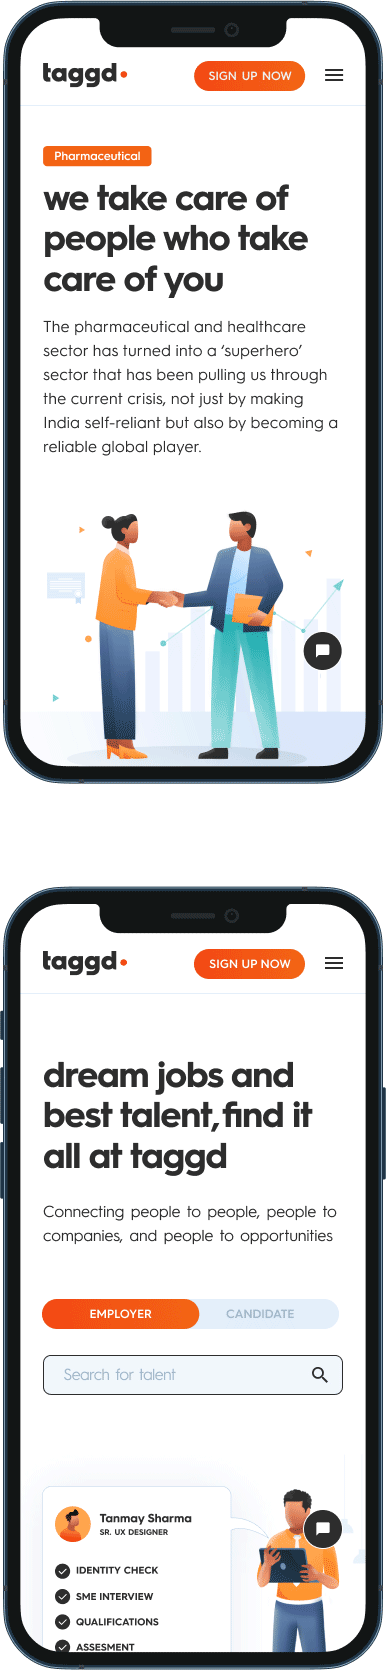 taggd
SIGN UP NOW
Pharmaceutical
we take care of
people who take
care of you
The pharmaceutical and healthcare
sector has turned into a ‘superhero’
sector that has been pulling us through
the current crisis, not just by making
India self-reliant but also by becoming a
reliable global player.
taggd
SIGN UP NOW
dream jobs and
best talent, find it
all at taggd
Connecting people to people, people to
companies, and people to opportunities
EMPLOYER CANDIDATE
Search for talent
Tanmay Sharma
SR. UX DESIGNER
IDENTITY CHECK
SME INTERVIEW
QUALIFICATIONS
ASSESMENT